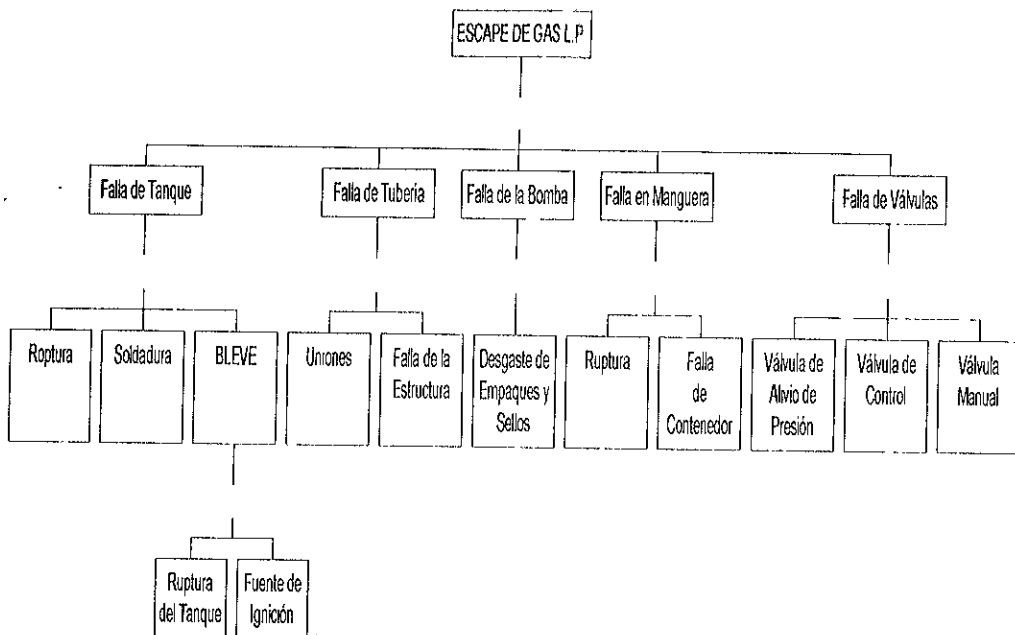 ESCAPE DE GAS L.P
Falla de Tanque
Falla de Tuberia
Falla de la Bomba
Falla en Manguera
Falla de Válvulas
Roptura
Soldadura
BLEVE
Uniones
Falla de la
Estructura
Desgaste de
Empaques y
Sellos
Ruptura
Falla
de
Contenedor
Válvula de
Alivio de
Presión
Válvula de
Control
Válvula
Manual
Ruptura
del Tanque
Fuente de
Ignición